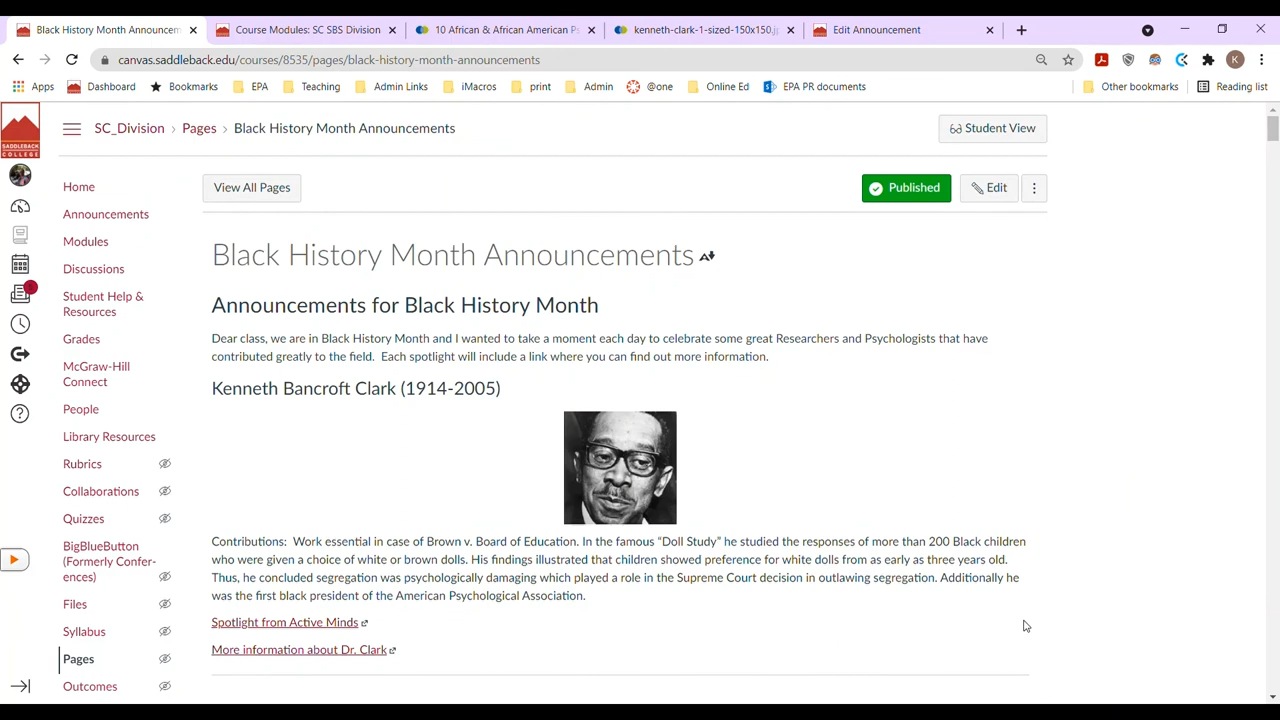 Black History Month Announcem
Course Modules: SC SBS Division
10 African & African American Ps
kenneth-clark-1-sized-150x150.j
Edit Announcement
canvas.saddleback.edu/courses/8535/pages/black-history-month-announcements
K
Apps
Dashboard
Bookmarks
EPA
Teaching
Admin Links
iMacros
print
Admin
@one
Online Ed
EPA PR documents
Other bookmarks
Reading list
SADDLEBACK
COLLEGE
SC_Division
Pages
Black History Month Announcements
Student View
Home
Announcements
Modules
Discussions
Student Help &
Resources
Grades
McGraw-Hill
Connect
People
Library Resources
Rubrics
Collaborations
Quizzes
BigBlueButton
(Formerly Confer-
ences)
Files
Syllabus
Pages
Outcomes
View All Pages
Published
Edit
Black History Month Announcements
Announcements for Black History Month
Dear class, we are in Black History Month and I wanted to take a moment each day to celebrate some great Researchers and Psychologists that have
contributed greatly to the field. Each spotlight will include a link where you can find out more information.
Kenneth Bancroft Clark (1914-2005)
Contributions: Work essential in case of Brown v. Board of Education. In the famous “Doll Study” he studied the responses of more than 200 Black children
who were given a choice of white or brown dolls. His findings illustrated that children showed preference for white dolls from as early as three years old.
Thus, he concluded segregation was psychologically damaging which played a role in the Supreme Court decision in outlawing segregation. Additionally he
was the first black president of the American Psychological Association.
Spotlight from Active Minds
More information about Dr. Clark